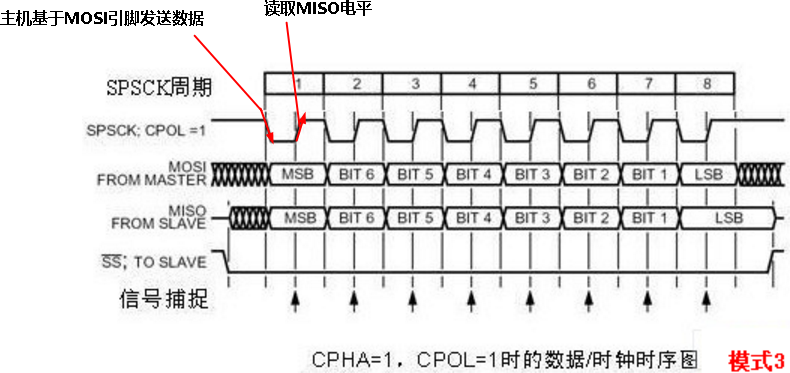 主机基于MOSI引脚发送数据
读取MISO电平
SPSCK周期 1 2 3 4 5 6 7 8
SPSCK; CPOL =1
MOSI
FROM MASTER
MSB BIT 6 BIT 5 BIT 4 BIT 3 BIT 2 BIT 1 LSB
MISO
FROM SLAVE
MSB BIT 6 BIT 5 BIT 4 BIT 3 BIT 2 BIT 1 LSB
SS; TO SLAVE
信号捕捉
CPHA=1，CPOL=1时的数据/时钟时序图 模式3